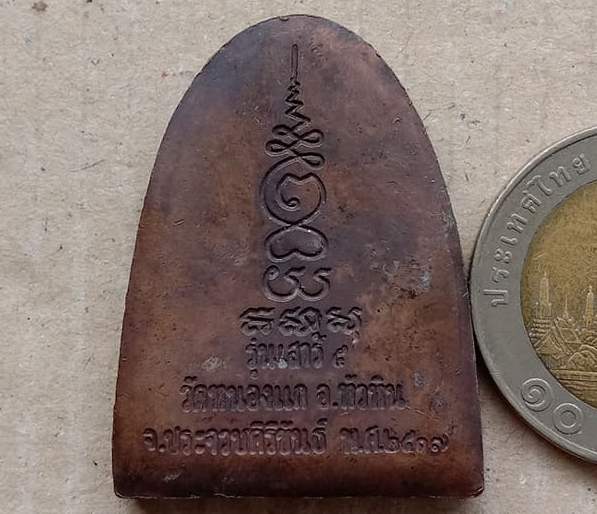 รุ่นเสาร์ ๕
วัดหนองแก อ.หัวหิน
จ.ประจวบคีรีขันธ์ พ.ศ.๒๕๓๗
ประเทศไทย
๑๐